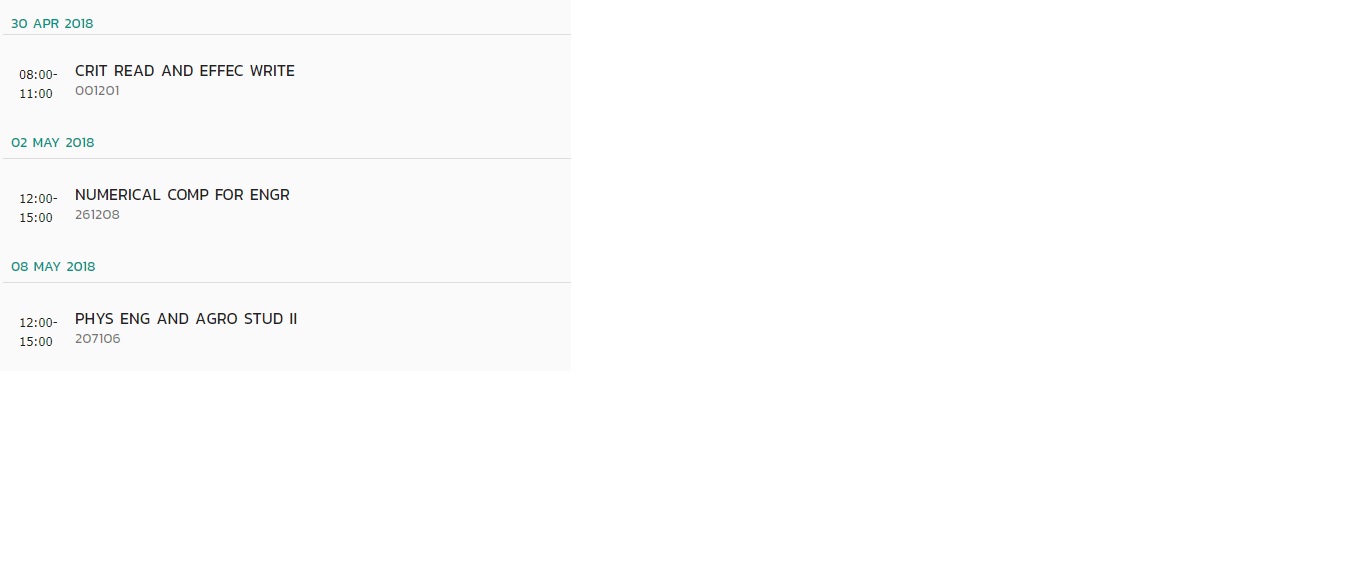 30 APR 2018
08:00-
11:00
CRIT READ AND EFFEC WRITE
001201
02 MAY 2018
12:00-
15:00
NUMERICAL COMP FOR ENGR
261208
08 MAY 2018
12:00-
15:00
PHYS ENG AND AGRO STUD II
207106